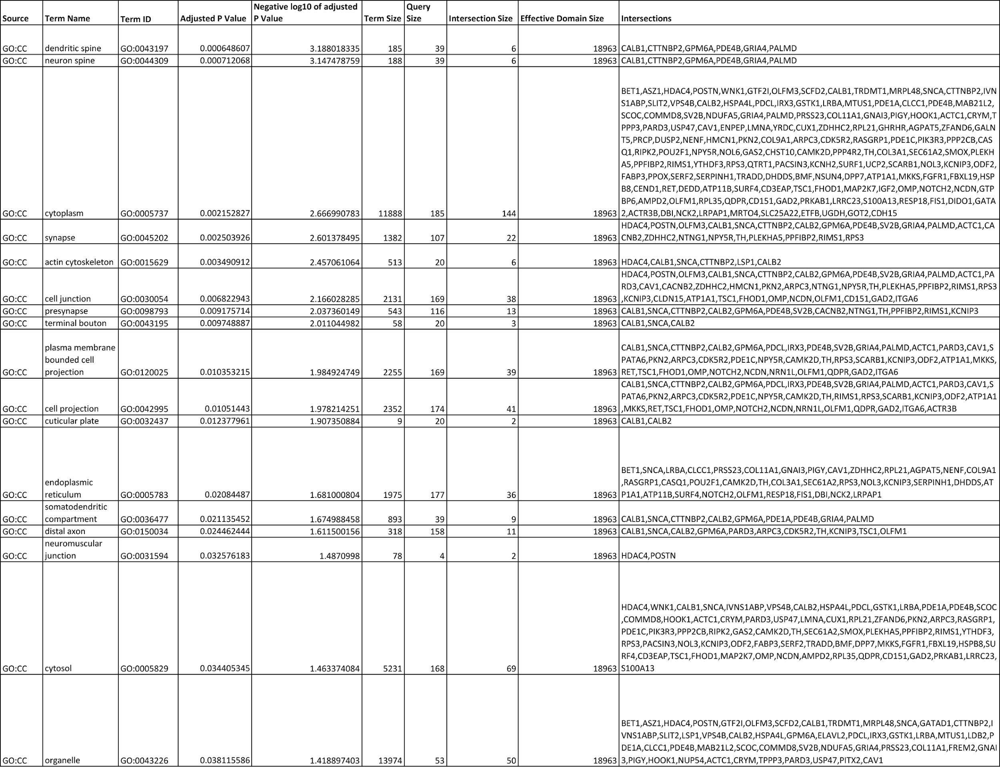 Source Term Name Term ID Adjusted P Value Negative log10 of adjusted P Value Term Size Query Size Intersection Size Effective Domain Size Intersections
GO:CC dendritic spine GO:0043197 0.000648607 3.188018335 185 39 6 18963 CALB1,CTTNBP2,GPM6A,PDE4B,GRIA4,PALMD
GO:CC neuron spine GO:0044309 0.000712068 3.147478759 188 39 6 18963 CALB1,CTTNBP2,GPM6A,PDE4B,GRIA4,PALMD
BET1,ASZ1,HDAC4,POSTN,WNK1,GTF2I,OLFM3,SCFD2,CALB1,TRDMT1,MRPL48,SNCA,CTTNBP2,IVN
S1ABP,SLIT2,VPS4B,CALB2,HSPA4L,PDCL,IRX3,GSTK1,LRBA,MTUS1,PDE1A,CLCC1,PDE4B,MAB21L2,
SCOC,COMMD8,SV2B,NDUFA5,GRIA4,PALMD,PRSS23,COL11A1,GNAI3,PIGY,HOOK1,ACTC1,CRYM,T
PPP3,PARD3,USP47,CAV1,ENPEP,LMNA,YRDC,CUX1,ZDHHC2,RPL21,GHRHR,AGPAT5,ZFAND6,GALN
T5,PRCP,DUSP2,NENF,HMCN1,PKN2,COL9A1,ARPC3,CDK5R2,RASGRP1,PDE1C,PIK3R3,PPP2CB,CAS
Q1,RIPK2,POU2F1,NPY5R,NOL6,GAS2,CHST10,CAMK2D,PPP4R2,TH,COL3A1,SEC61A2,SMOX,PLEKH
A5,PPFIBP2,RIMS1,YTHDF3,RPS3,QTRT1,PACSIN3,KCNH2,SURF1,UCP2,SCARB1,NOL3,KCNIP3,ODF2,
FABP3,PPOX,SERF2,SERPINH1,TRADD,DHDDS,BMF,NSUN4,DPP7,ATP1A1,MKKS,FGFR1,FBXL19,HSP
B8,CEND1,RET,DEDD,ATP11B,SURF4,CD3EAP,TSC1,FHOD1,MAP2K7,IGF2,OMP,NOTCH2,NCDN,GTP
BP6,AMPD2,OLFM1,RPL35,QDPR,CD151,GAD2,PRKAB1,LRRC23,S100A13,RESP18,FIS1,DIDO1,GATA
GO:CC cytoplasm GO:0005737 0.002152827 2.666990783 11888 185 144 18963 2,ACTR3B,DBI,NCK2,LRPAP1,MRTO4,SLC25A22,ETFB,UGDH,GOT2,CDH15
HDAC4,POSTN,OLFM3,CALB1,SNCA,CTTNBP2,CALB2,GPM6A,PDE4B,SV2B,GRIA4,PALMD,ACTC1,CA
GO:CC synapse GO:0045202 0.002503926 2.601378495 1382 107 22 18963 CNB2,ZDHHC2,NTNG1,NPY5R,TH,PLEKHA5,PPFIBP2,RIMS1,RPS3
GO:CC actin cytoskeleton GO:0015629 0.003490912 2.457061064 513 20 6 18963 HDAC4,CALB1,SNCA,CTTNBP2,LSP1,CALB2
HDAC4,POSTN,OLFM3,CALB1,SNCA,CTTNBP2,CALB2,GPM6A,PDE4B,SV2B,GRIA4,PALMD,ACTC1,PA
RD3,CAV1,CACNB2,ZDHHC2,HMCN1,PKN2,ARPC3,NTNG1,NPY5R,TH,PLEKHA5,PPFIBP2,RIMS1,RPS3
GO:CC cell junction GO:0030054 0.006822943 2.166028285 2131 169 38 18963 ,KCNIP3,CLDN15,ATP1A1,TSC1,FHOD1,OMP,NCDN,OLFM1,CD151,GAD2,ITGA6
GO:CC presynapse GO:0098793 0.009175714 2.037360149 543 116 13 18963 CALB1,SNCA,CTTNBP2,CALB2,GPM6A,PDE4B,SV2B,CACNB2,NTNG1,TH,PPFIBP2,RIMS1,KCNIP3
GO:CC terminal bouton GO:0043195 0.009748887 2.011044982 58 20 3 18963 CALB1,SNCA,CALB2
plasma membrane CALB1,SNCA,CTTNBP2,CALB2,GPM6A,PDCL,IRX3,PDE4B,SV2B,GRIA4,PALMD,ACTC1,PARD3,CAV1,S
bounded cell PATA6,PKN2,ARPC3,CDK5R2,PDE1C,NPY5R,CAMK2D,TH,RPS3,SCARB1,KCNIP3,ODF2,ATP1A1,MKKS,
GO:CC projection GO:0120025 0.010353215 1.984924749 2255 169 39 18963 RET,TSC1,FHOD1,OMP,NOTCH2,NCDN,NRN1L,OLFM1,QDPR,GAD2,ITGA6
CALB1,SNCA,CTTNBP2,CALB2,GPM6A,PDCL,IRX3,PDE4B,SV2B,GRIA4,PALMD,ACTC1,PARD3,CAV1,S
PATA6,PKN2,ARPC3,CDK5R2,PDE1C,NPY5R,CAMK2D,TH,RIMS1,RPS3,SCARB1,KCNIP3,ODF2,ATP1A1
GO:CC cell projection GO:0042995 0.01051443 1.978214251 2352 174 41 18963 ,MKKS,RET,TSC1,FHOD1,OMP,NOTCH2,NCDN,NRN1L,OLFM1,QDPR,GAD2,ITGA6,ACTR3B
GO:CC cuticular plate GO:0032437 0.012377961 1.907350884 9 20 2 18963 CALB1,CALB2
BET1,SNCA,LRBA,CLCC1,PRSS23,COL11A1,GNAI3,PIGY,CAV1,ZDHHC2,RPL21,AGPAT5,NENF,COL9A1
endoplasmic ,RASGRP1,CASQ1,POU2F1,CAMK2D,TH,COL3A1,SEC61A2,RPS3,NOL3,KCNIP3,SERPINH1,DHDDS,AT
GO:CC reticulum GO:0005783 0.02084487 1.681000804 1975 177 36 18963 P1A1,ATP11B,SURF4,NOTCH2,OLFM1,RESP18,FIS1,DBI,NCK2,LRPAP1
somatodendritic
GO:CC compartment GO:0036477 0.021135452 1.674988458 893 39 9 18963 CALB1,SNCA,CTTNBP2,CALB2,GPM6A,PDE1A,PDE4B,GRIA4,PALMD
GO:CC distal axon GO:0150034 0.024462444 1.611500156 318 158 11 18963 CALB1,SNCA,CALB2,GPM6A,PARD3,ARPC3,CDK5R2,TH,KCNIP3,TSC1,OLFM1
neuromuscular
GO:CC junction GO:0031594 0.032576183 1.4870998 78 4 2 18963 HDAC4,POSTN
HDAC4,WNK1,CALB1,SNCA,IVNS1ABP,VPS4B,CALB2,HSPA4L,PDCL,GSTK1,LRBA,PDE1A,PDE4B,SCOC
,COMMD8,HOOK1,ACTC1,CRYM,PARD3,USP47,LMNA,CUX1,RPL21,ZFAND6,PKN2,ARPC3,RASGRP1,
PDE1C,PIK3R3,PPP2CB,RIPK2,GAS2,CAMK2D,TH,SEC61A2,SMOX,PLEKHA5,PPFIBP2,RIMS1,YTHDF3,
RPS3,PACSIN3,NOL3,KCNIP3,ODF2,FABP3,SERF2,TRADD,BMF,DPP7,MKKS,FGFR1,FBXL19,HSPB8,SU
RF4,CD3EAP,TSC1,FHOD1,MAP2K7,OMP,NCDN,AMPD2,RPL35,QDPR,CD151,GAD2,PRKAB1,LRRC23,
GO:CC cytosol GO:0005829 0.034405345 1.463374084 5231 168 69 18963 S100A13
BET1,ASZ1,HDAC4,POSTN,GTF2I,OLFM3,SCFD2,CALB1,TRDMT1,MRPL48,SNCA,GATAD1,CTTNBP2,I
VNS1ABP,SLIT2,LSP1,VPS4B,CALB2,HSPA4L,GPM6A,ELAVL2,PDCL,IRX3,GSTK1,LRBA,MTUS1,LDB2,P
DE1A,CLCC1,PDE4B,MAB21L2,SCOC,COMMD8,SV2B,NDUFA5,GRIA4,PRSS23,COL11A1,FREM2,GNAI
GO:CC organelle GO:0043226 0.038115586 1.418897403 13974 53 50 18963 3,PIGY,HOOK1,NUP54,ACTC1,CRYM,TPPP3,PARD3,USP47,PITX2,CAV1